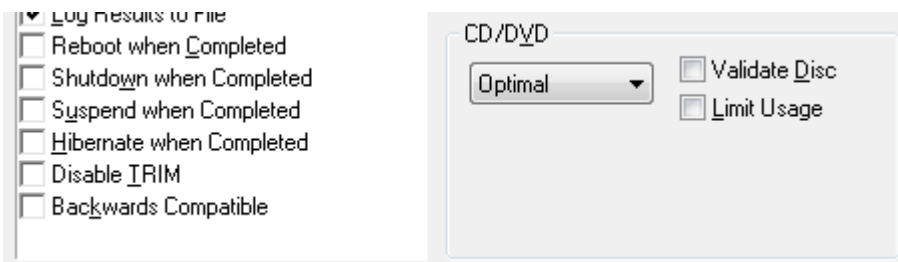 Log Results to File
Reboot when Completed
Shutdown when Completed
Suspend when Completed
Hibernate when Completed
Disable TRIM
Backwards Compatible
CD/DVD
Optimal
Validate Disc
Limit Usage